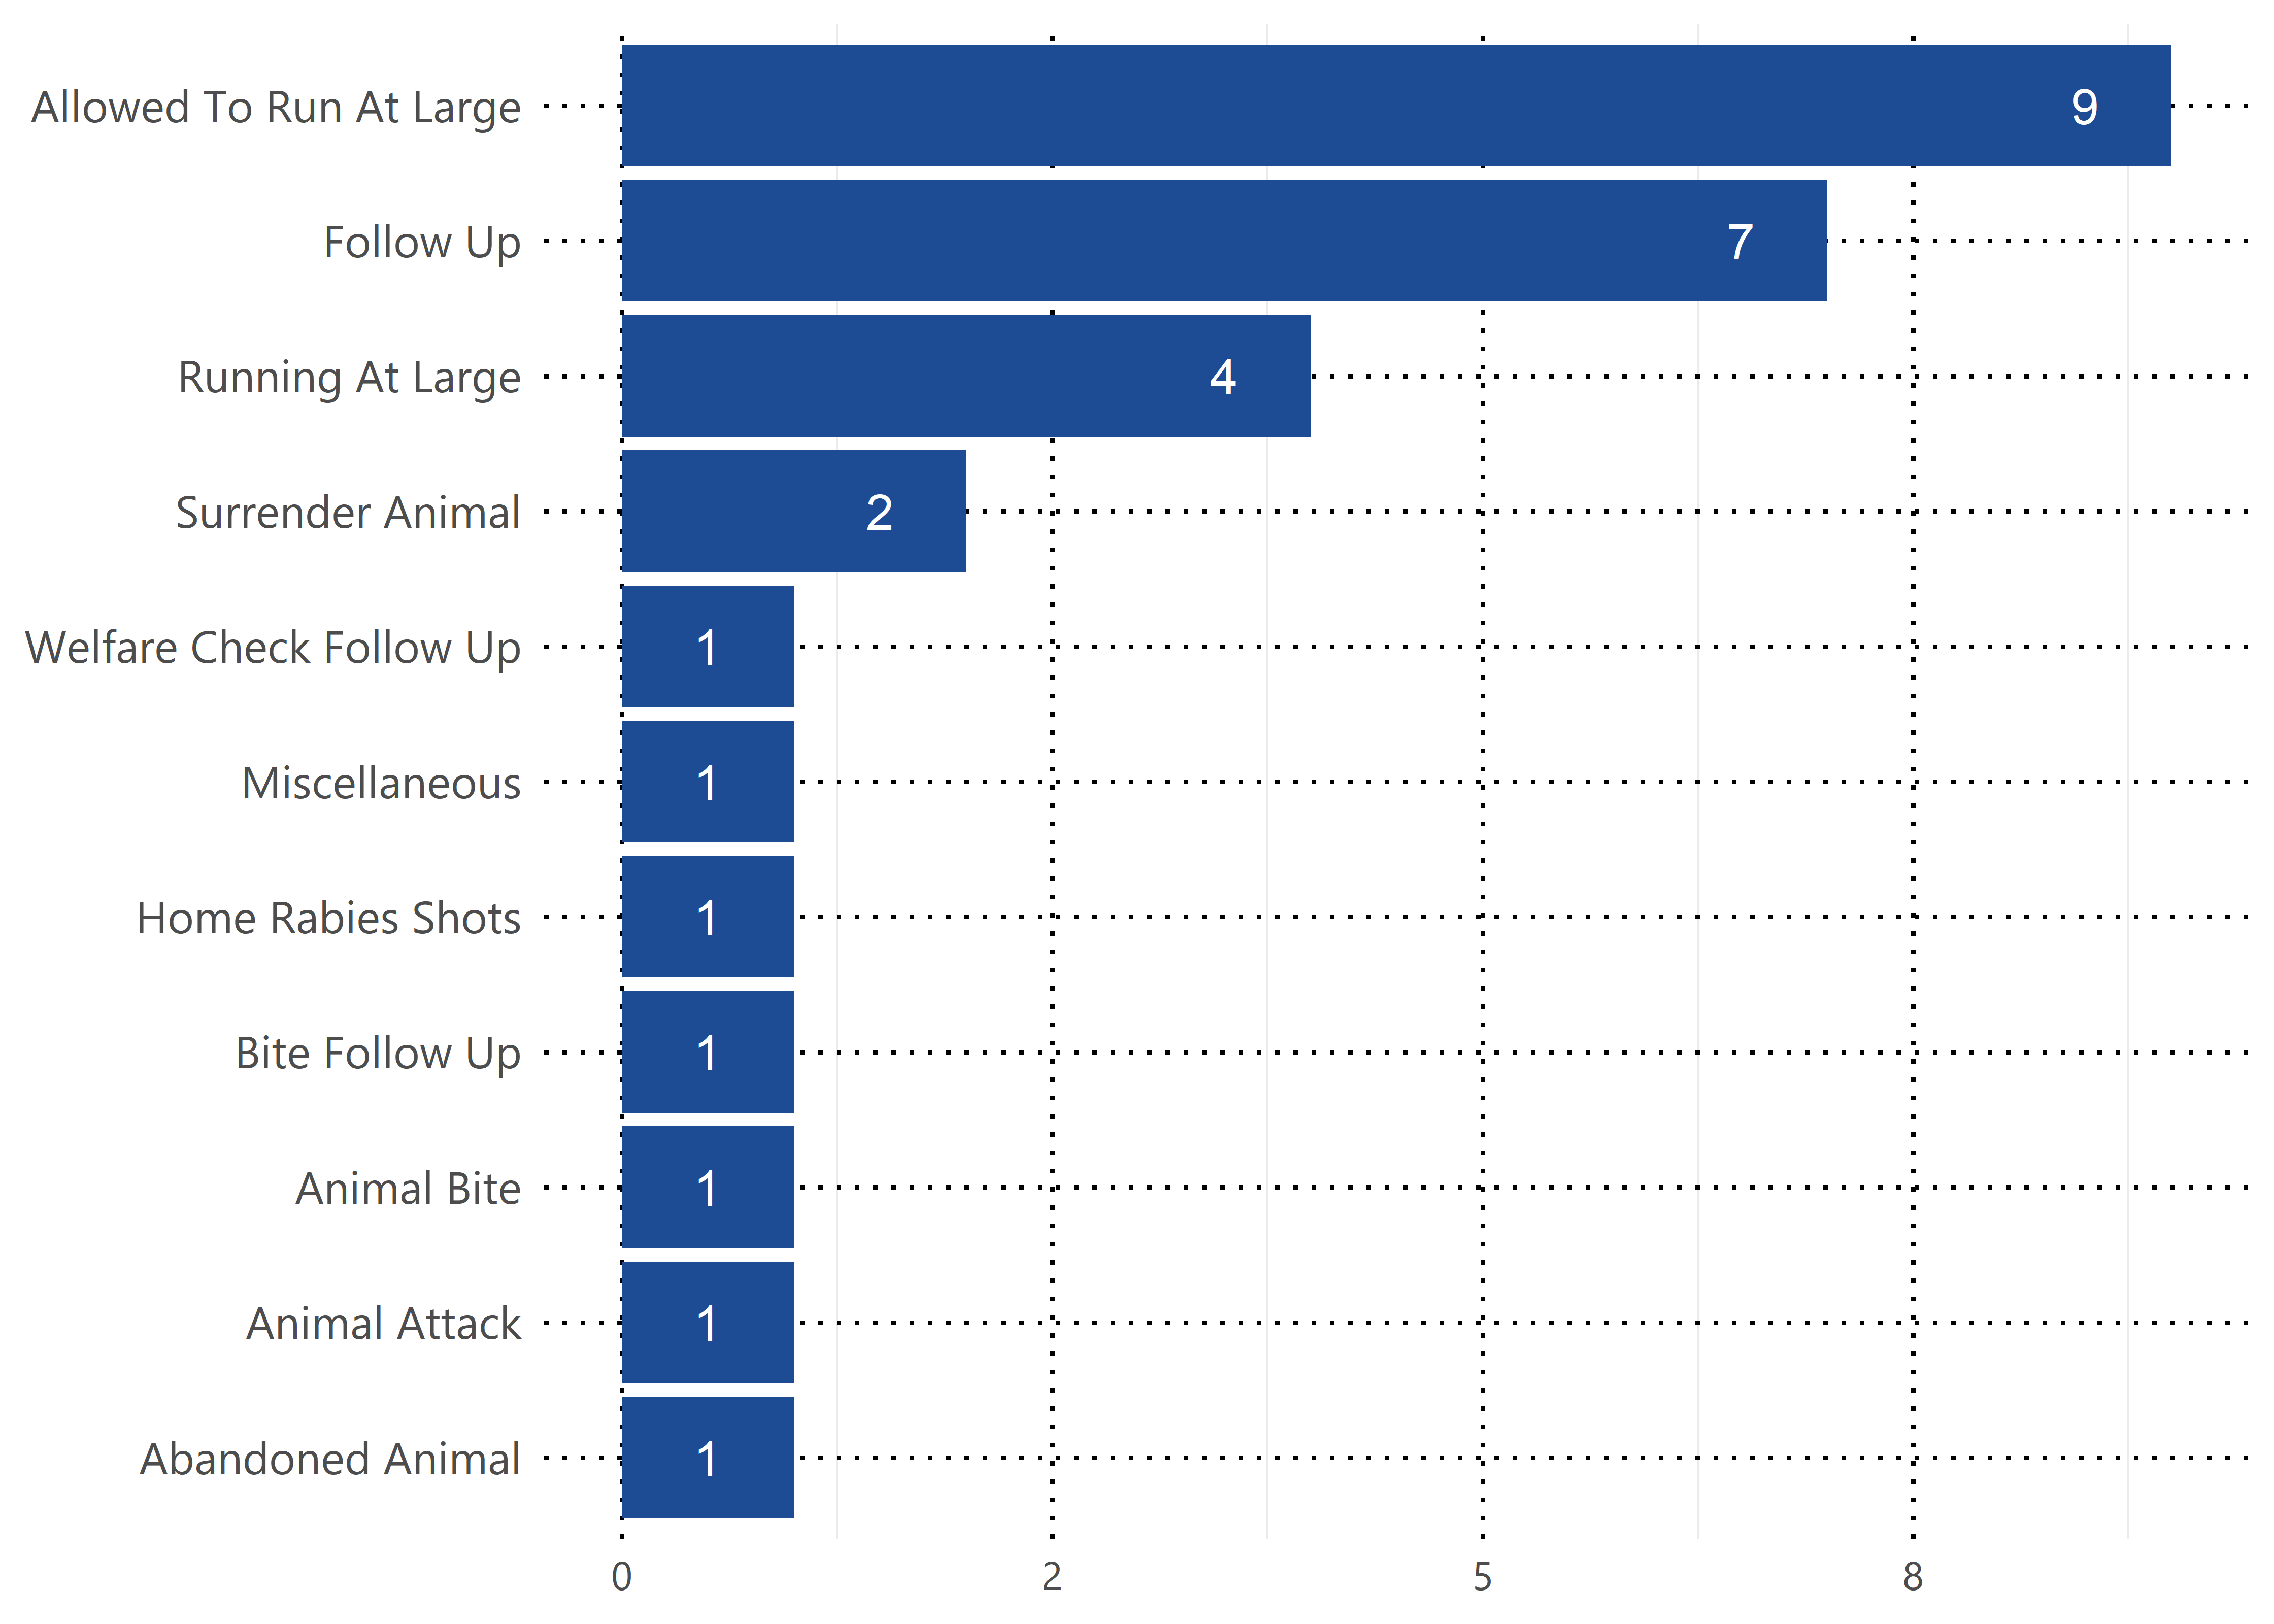 Allowed To Run At Large 9
Follow Up 7
Running At Large 4
Surrender Animal 2
Welfare Check Follow Up 1
Miscellaneous 1
Home Rabies Shots 1
Bite Follow Up 1
Animal Bite 1
Animal Attack 1
Abandoned Animal 1
0 2 5 8